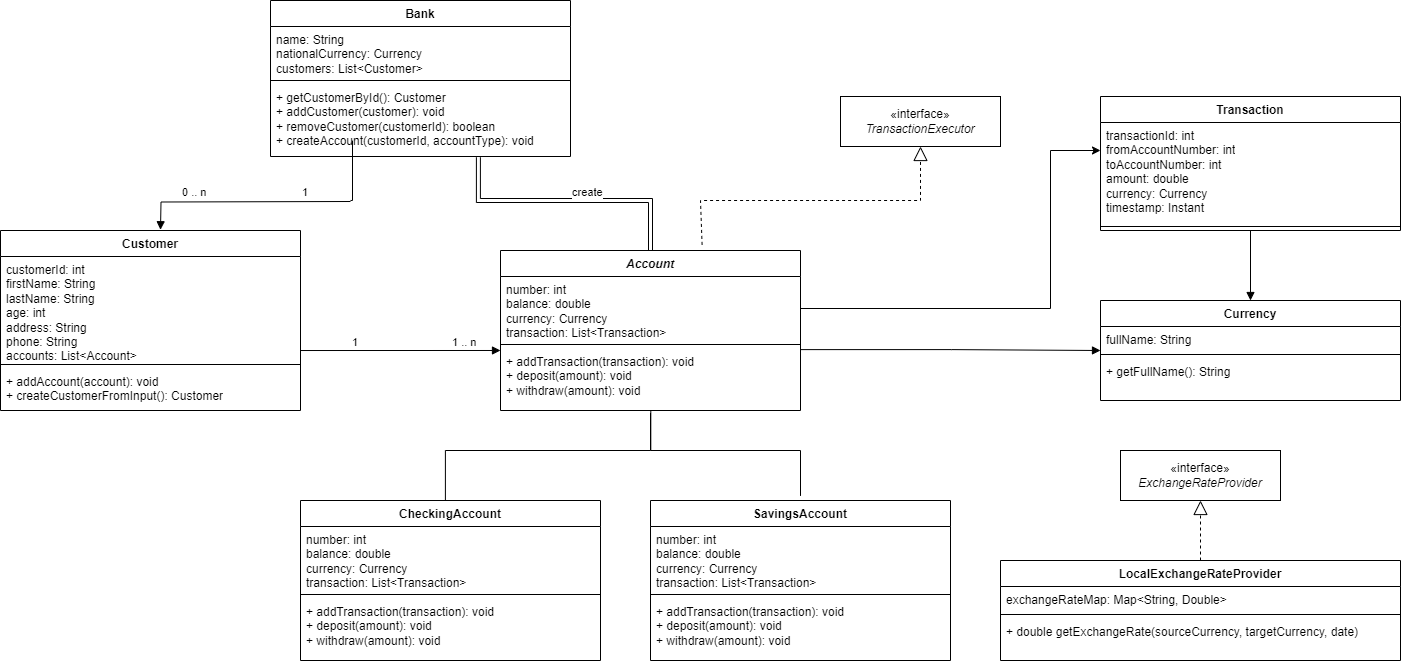 Bank
name: String
nationalCurrency: Currency
customers: List<Customer>
+ getCustomerById(): Customer
+ addCustomer(customer): void
+ removeCustomer(customerId): boolean
+ createAccount(customerId, accountType): void
«interface»
TransactionExecutor
Transaction
transactionId: int
fromAccountNumber: int
toAccountNumber: int
amount: double
currency: Currency
timestamp: Instant
0 .. n
1
create
Customer
customerId: int
firstName: String
lastName: String
age: int
address: String
phone: String
accounts: List<Account>
+ addAccount(account): void
+ createCustomerFromInput(): Customer
1
1 .. n
Account
number: int
balance: double
currency: Currency
transaction: List<Transaction>
+ addTransaction(transaction): void
+ deposit(amount): void
+ withdraw(amount): void
Currency
fullName: String
+ getFullName(): String
«interface»
ExchangeRateProvider
CheckingAccount
number: int
balance: double
currency: Currency
transaction: List<Transaction>
+ addTransaction(transaction): void
+ deposit(amount): void
+ withdraw(amount): void
SavingsAccount
number: int
balance: double
currency: Currency
transaction: List<Transaction>
+ addTransaction(transaction): void
+ deposit(amount): void
+ withdraw(amount): void
LocalExchangeRateProvider
exchangeRateMap: Map<String, Double>
+ double getExchangeRate(sourceCurrency, targetCurrency, date)